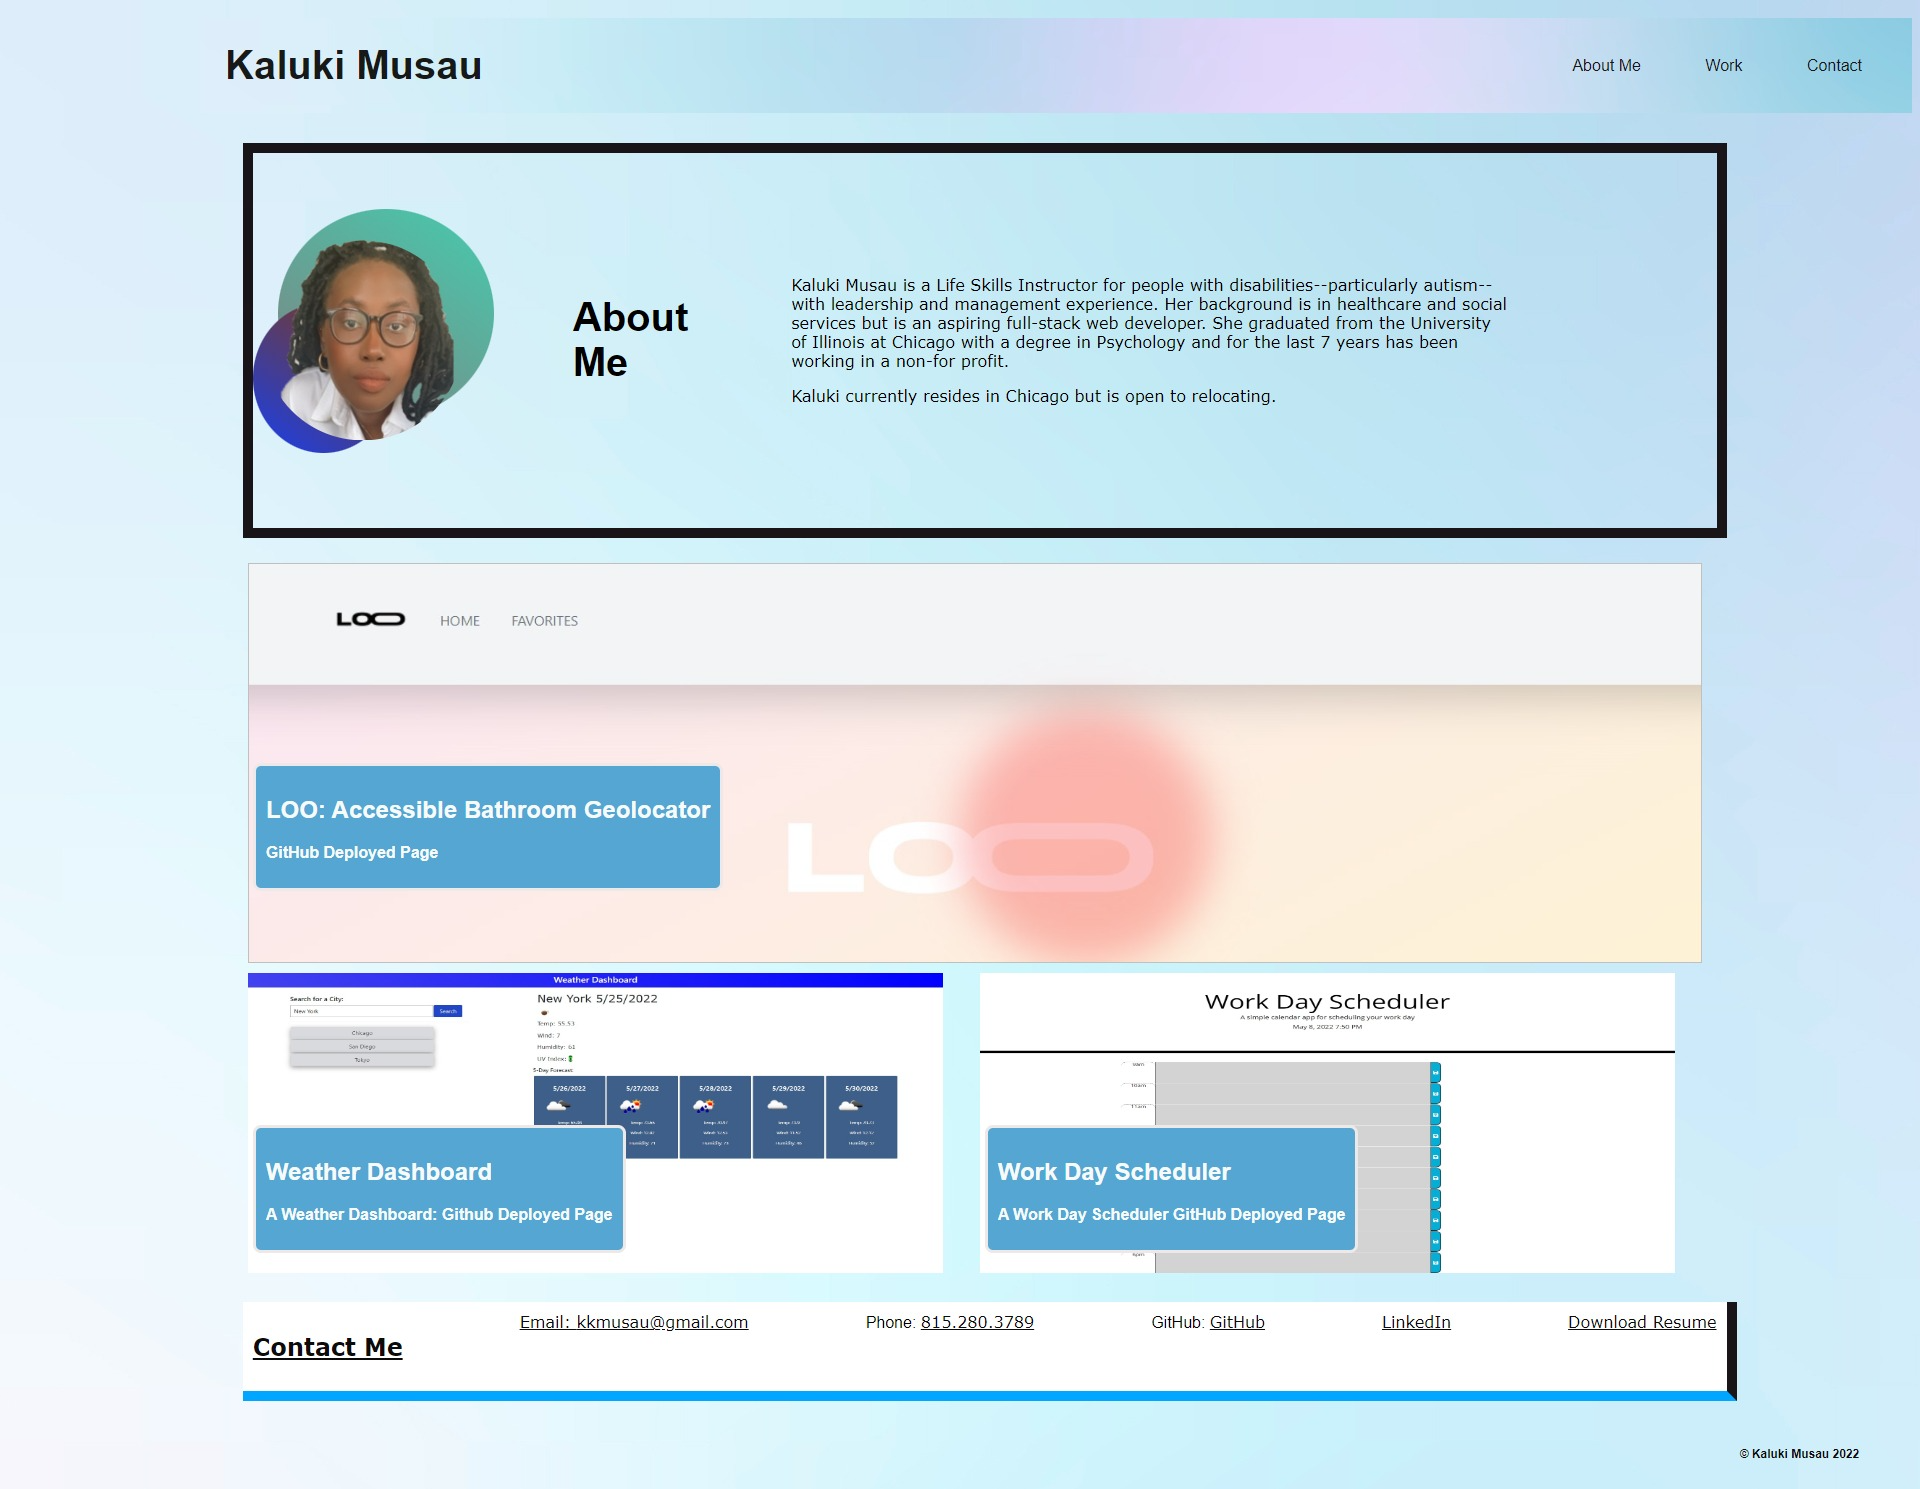 Kaluki Musau
About Me
Work
Contact
About
Me
Kaluki Musau is a Life Skills Instructor for people with disabilities--particularly autism--
with leadership and management experience. Her background is in healthcare and social
services but is an aspiring full-stack web developer. She graduated from the University
of Illinois at Chicago with a degree in Psychology and for the last 7 years has been
working in a non-for profit.
Kaluki currently resides in Chicago but is open to relocating.
LOO
HOME
FAVORITES
LOO: Accessible Bathroom Geolocator
GitHub Deployed Page
LOO
Weather Dashboard
Search for a City:
New York
Search
Chicago
San Diego
Tokyo
New York 5/25/2022
Temp: 55.53
Wind: 7
Humidity: 61
UV Index:
5-Day Forecast:
5/26/2022
5/27/2022
5/28/2022
5/29/2022
5/30/2022
Weather Dashboard
A Weather Dashboard: Github Deployed Page
Work Day Scheduler
A simple calendar app for scheduling your work day
May 8, 2022 7:50 PM
9am
10am
11am
Work Day Scheduler
A Work Day Scheduler GitHub Deployed Page
Contact Me
Email: kkmusau@gmail.com
Phone: 815.280.3789
GitHub: GitHub
LinkedIn
Download Resume
© Kaluki Musau 2022